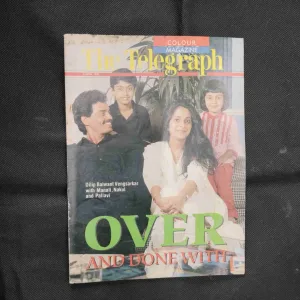 COLOUR
MAGAZINE
The Telegraph
Dilip Balwant Vengsarkar
with Manali, Nakul
and Pallavi
OVER
AND DONE WITH